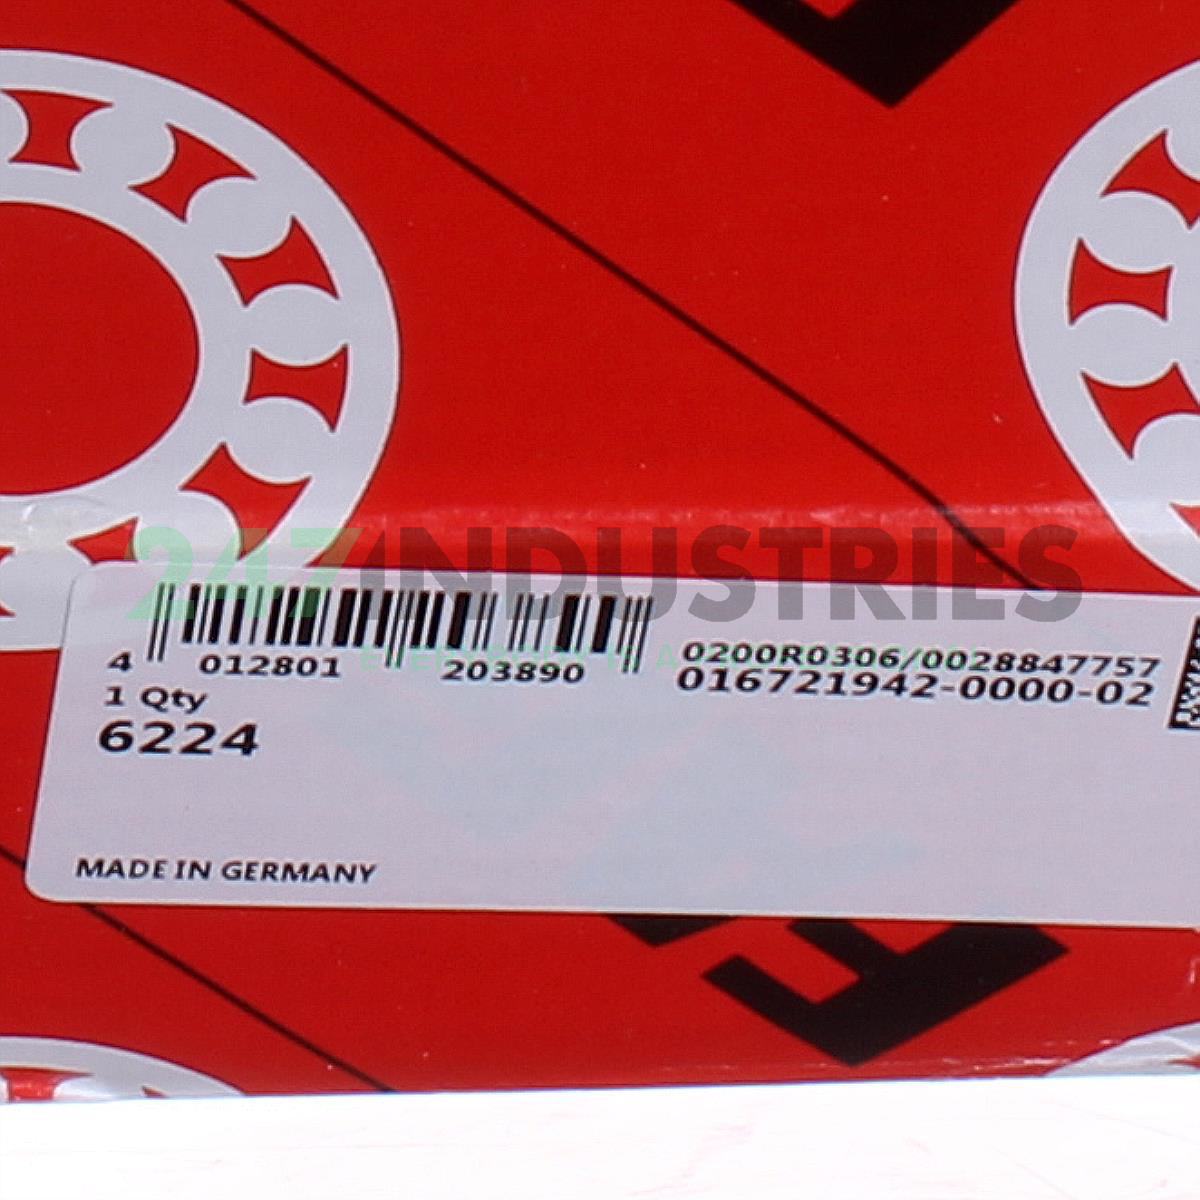 247INDUSTRIES
4 012801 203890
0200R0306/0028847757
016721942-0000-02
1 Qty
6224
MADE IN GERMANY